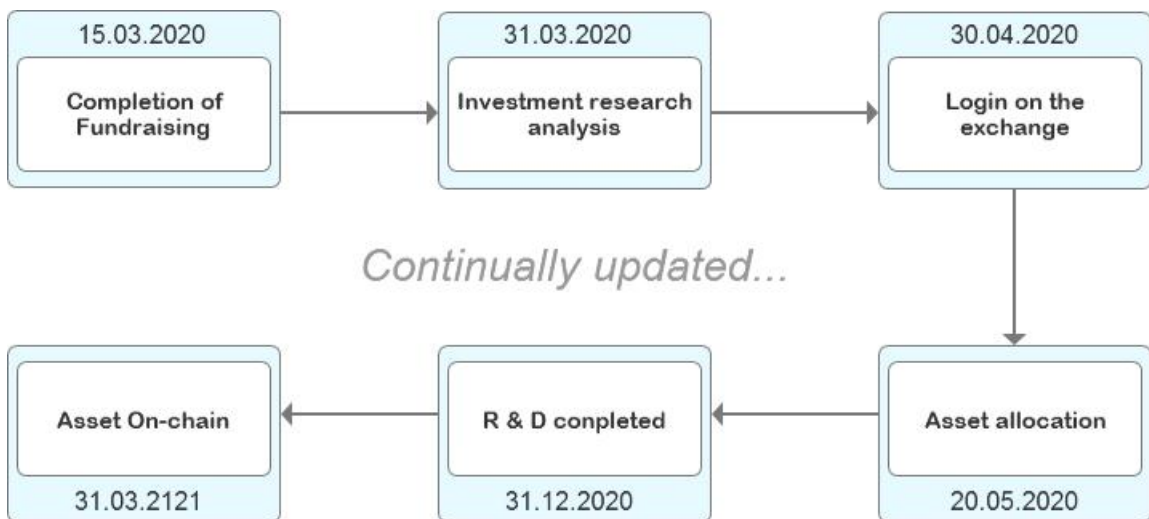 15.03.2020
Completion of
Fundraising
31.03.2020
Investment research
analysis
30.04.2020
Login on the
exchange
Continually updated...
Asset allocation
20.05.2020
R & D conpleted
31.12.2020
Asset On-chain
31.03.2121